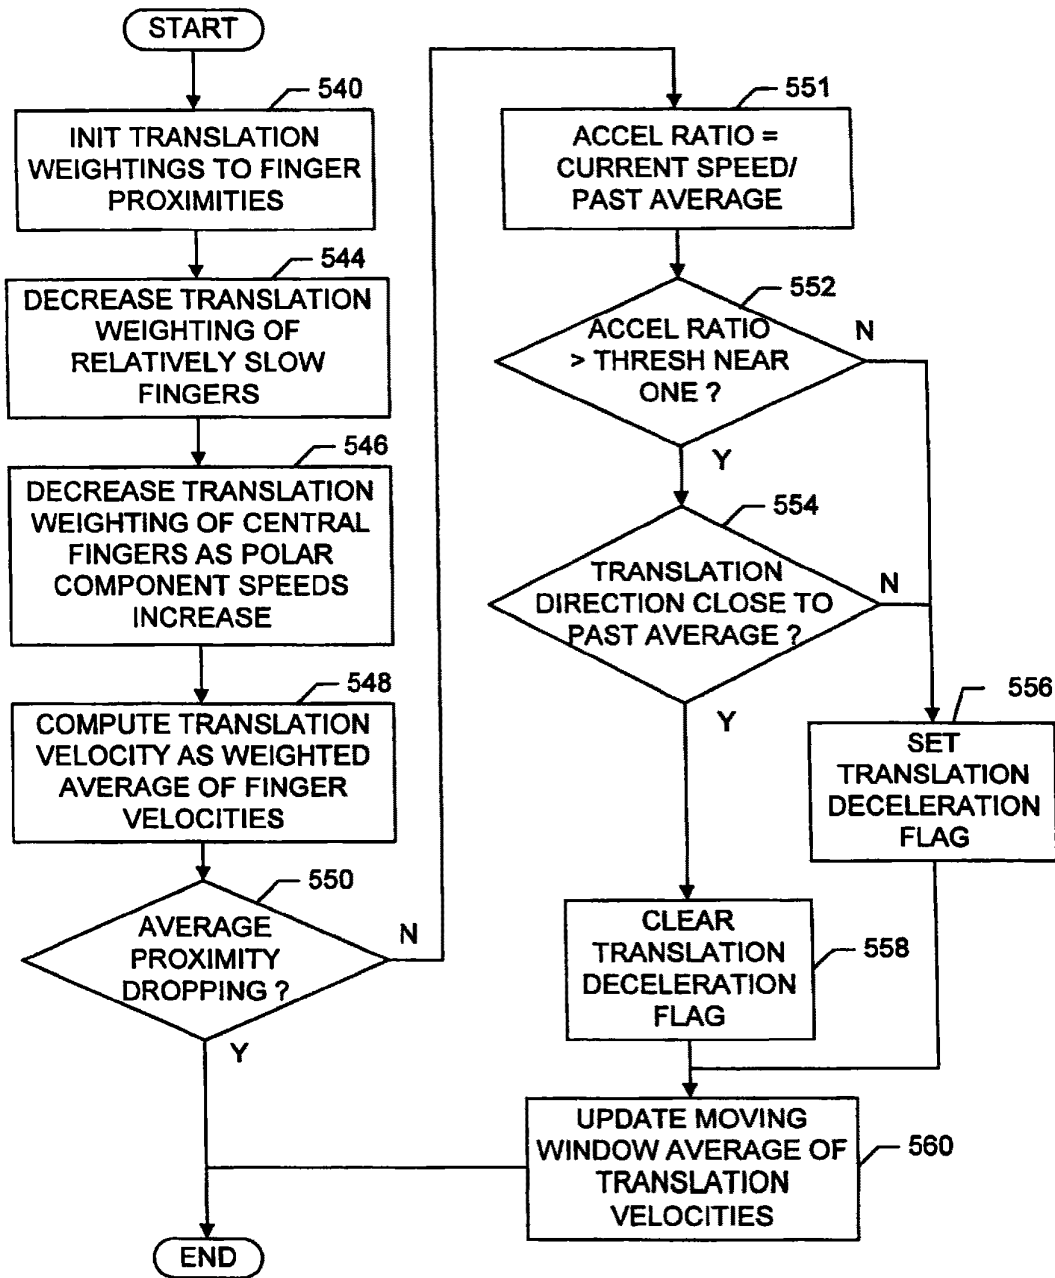 START
540
INIT TRANSLATION
WEIGHTINGS TO FINGER
PROXIMITIES
544
DECREASE TRANSLATION
WEIGHTING OF
RELATIVELY SLOW
FINGERS
546
DECREASE TRANSLATION
WEIGHTING OF CENTRAL
FINGERS AS POLAR
COMPONENT SPEEDS
INCREASE
548
COMPUTE TRANSLATION
VELOCITY AS WEIGHTED
AVERAGE OF FINGER
VELOCITIES
550
AVERAGE
PROXIMITY
DROPPING ?
N
Y
551
ACCEL RATIO =
CURRENT SPEED/
PAST AVERAGE
552
ACCEL RATIO
> THRESH NEAR
ONE ?
N
Y
554
TRANSLATION
DIRECTION CLOSE TO
PAST AVERAGE ?
N
Y
556
SET
TRANSLATION
DECELERATION
FLAG
CLEAR
TRANSLATION
DECELERATION
FLAG
558
UPDATE MOVING
WINDOW AVERAGE OF
TRANSLATION
VELOCITIES
560
END